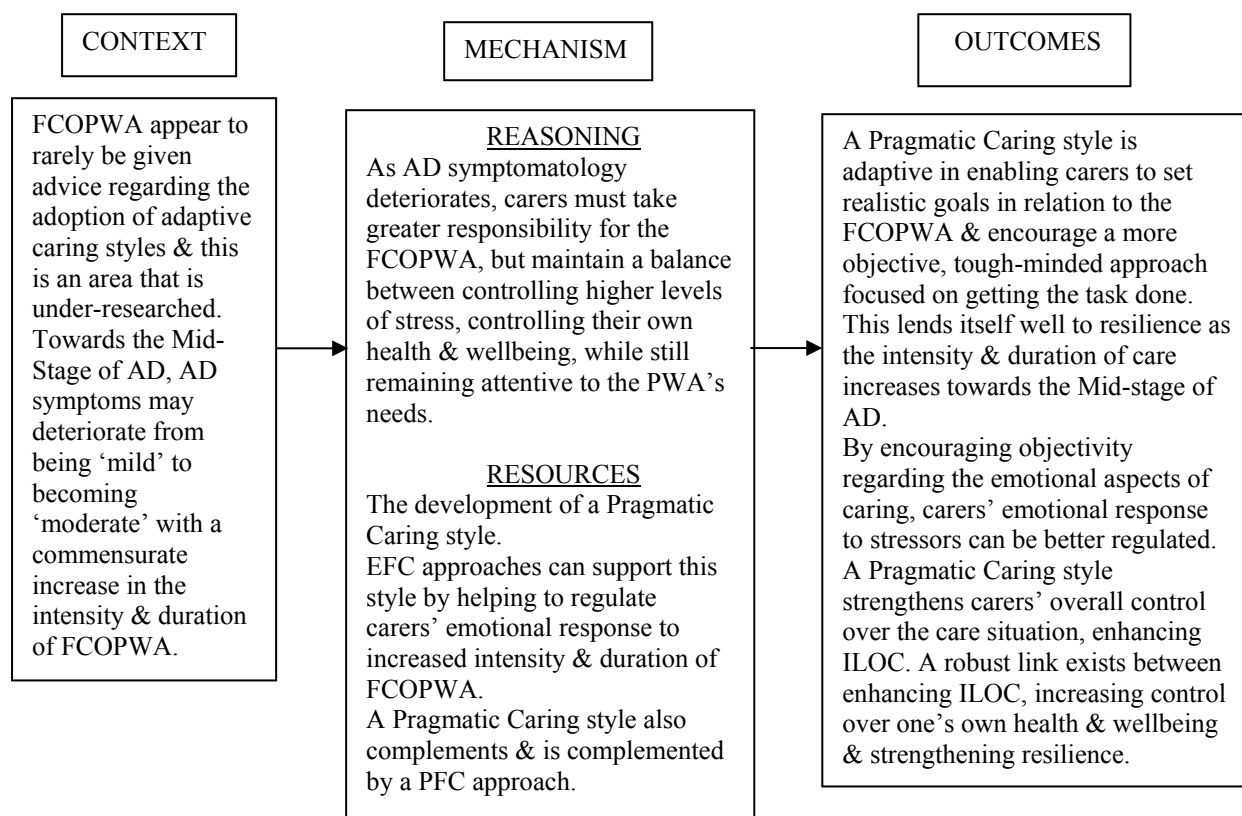 CONTEXT
FCOPWA appear to
rarely be given
advice regarding the
adoption of adaptive
caring styles & this
is an area that is
under-researched.
Towards the Mid-
Stage of AD, AD
symptoms may
deteriorate from
being ‘mild’ to
becoming
‘moderate’ with a
commensurate
increase in the
intensity & duration
of FCOPWA.
MECHANISM
REASONING
As AD symptomatology
deteriorates, carers must take
greater responsibility for the
FCOPWA, but maintain a balance
between controlling higher levels
of stress, controlling their own
health & wellbeing, while still
remaining attentive to the PWA’s
needs.
RESOURCES
The development of a Pragmatic
Caring style.
EFC approaches can support this
style by helping to regulate
carers’ emotional response to
increased intensity & duration of
FCOPWA.
A Pragmatic Caring style also
complements & is complemented
by a PFC approach.
OUTCOMES
A Pragmatic Caring style is
adaptive in enabling carers to set
realistic goals in relation to the
FCOPWA & encourage a more
objective, tough-minded approach
focused on getting the task done.
This lends itself well to resilience as
the intensity & duration of care
increases towards the Mid-stage of
AD.
By encouraging objectivity
regarding the emotional aspects of
caring, carers’ emotional response
to stressors can be better regulated.
A Pragmatic Caring style
strengthens carers’ overall control
over the care situation, enhancing
ILOC. A robust link exists between
enhancing ILOC, increasing control
over one’s own health & wellbeing
& strengthening resilience.